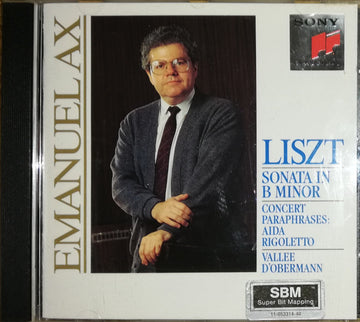 EMANUEL AX
SONY
LISZT
SONATA IN
B MINOR
CONCERT
PARAPHRASES:
AIDA
RIGOLETTO
VALLEE
D'OBERMANN
SBM
Super Bit Mapping